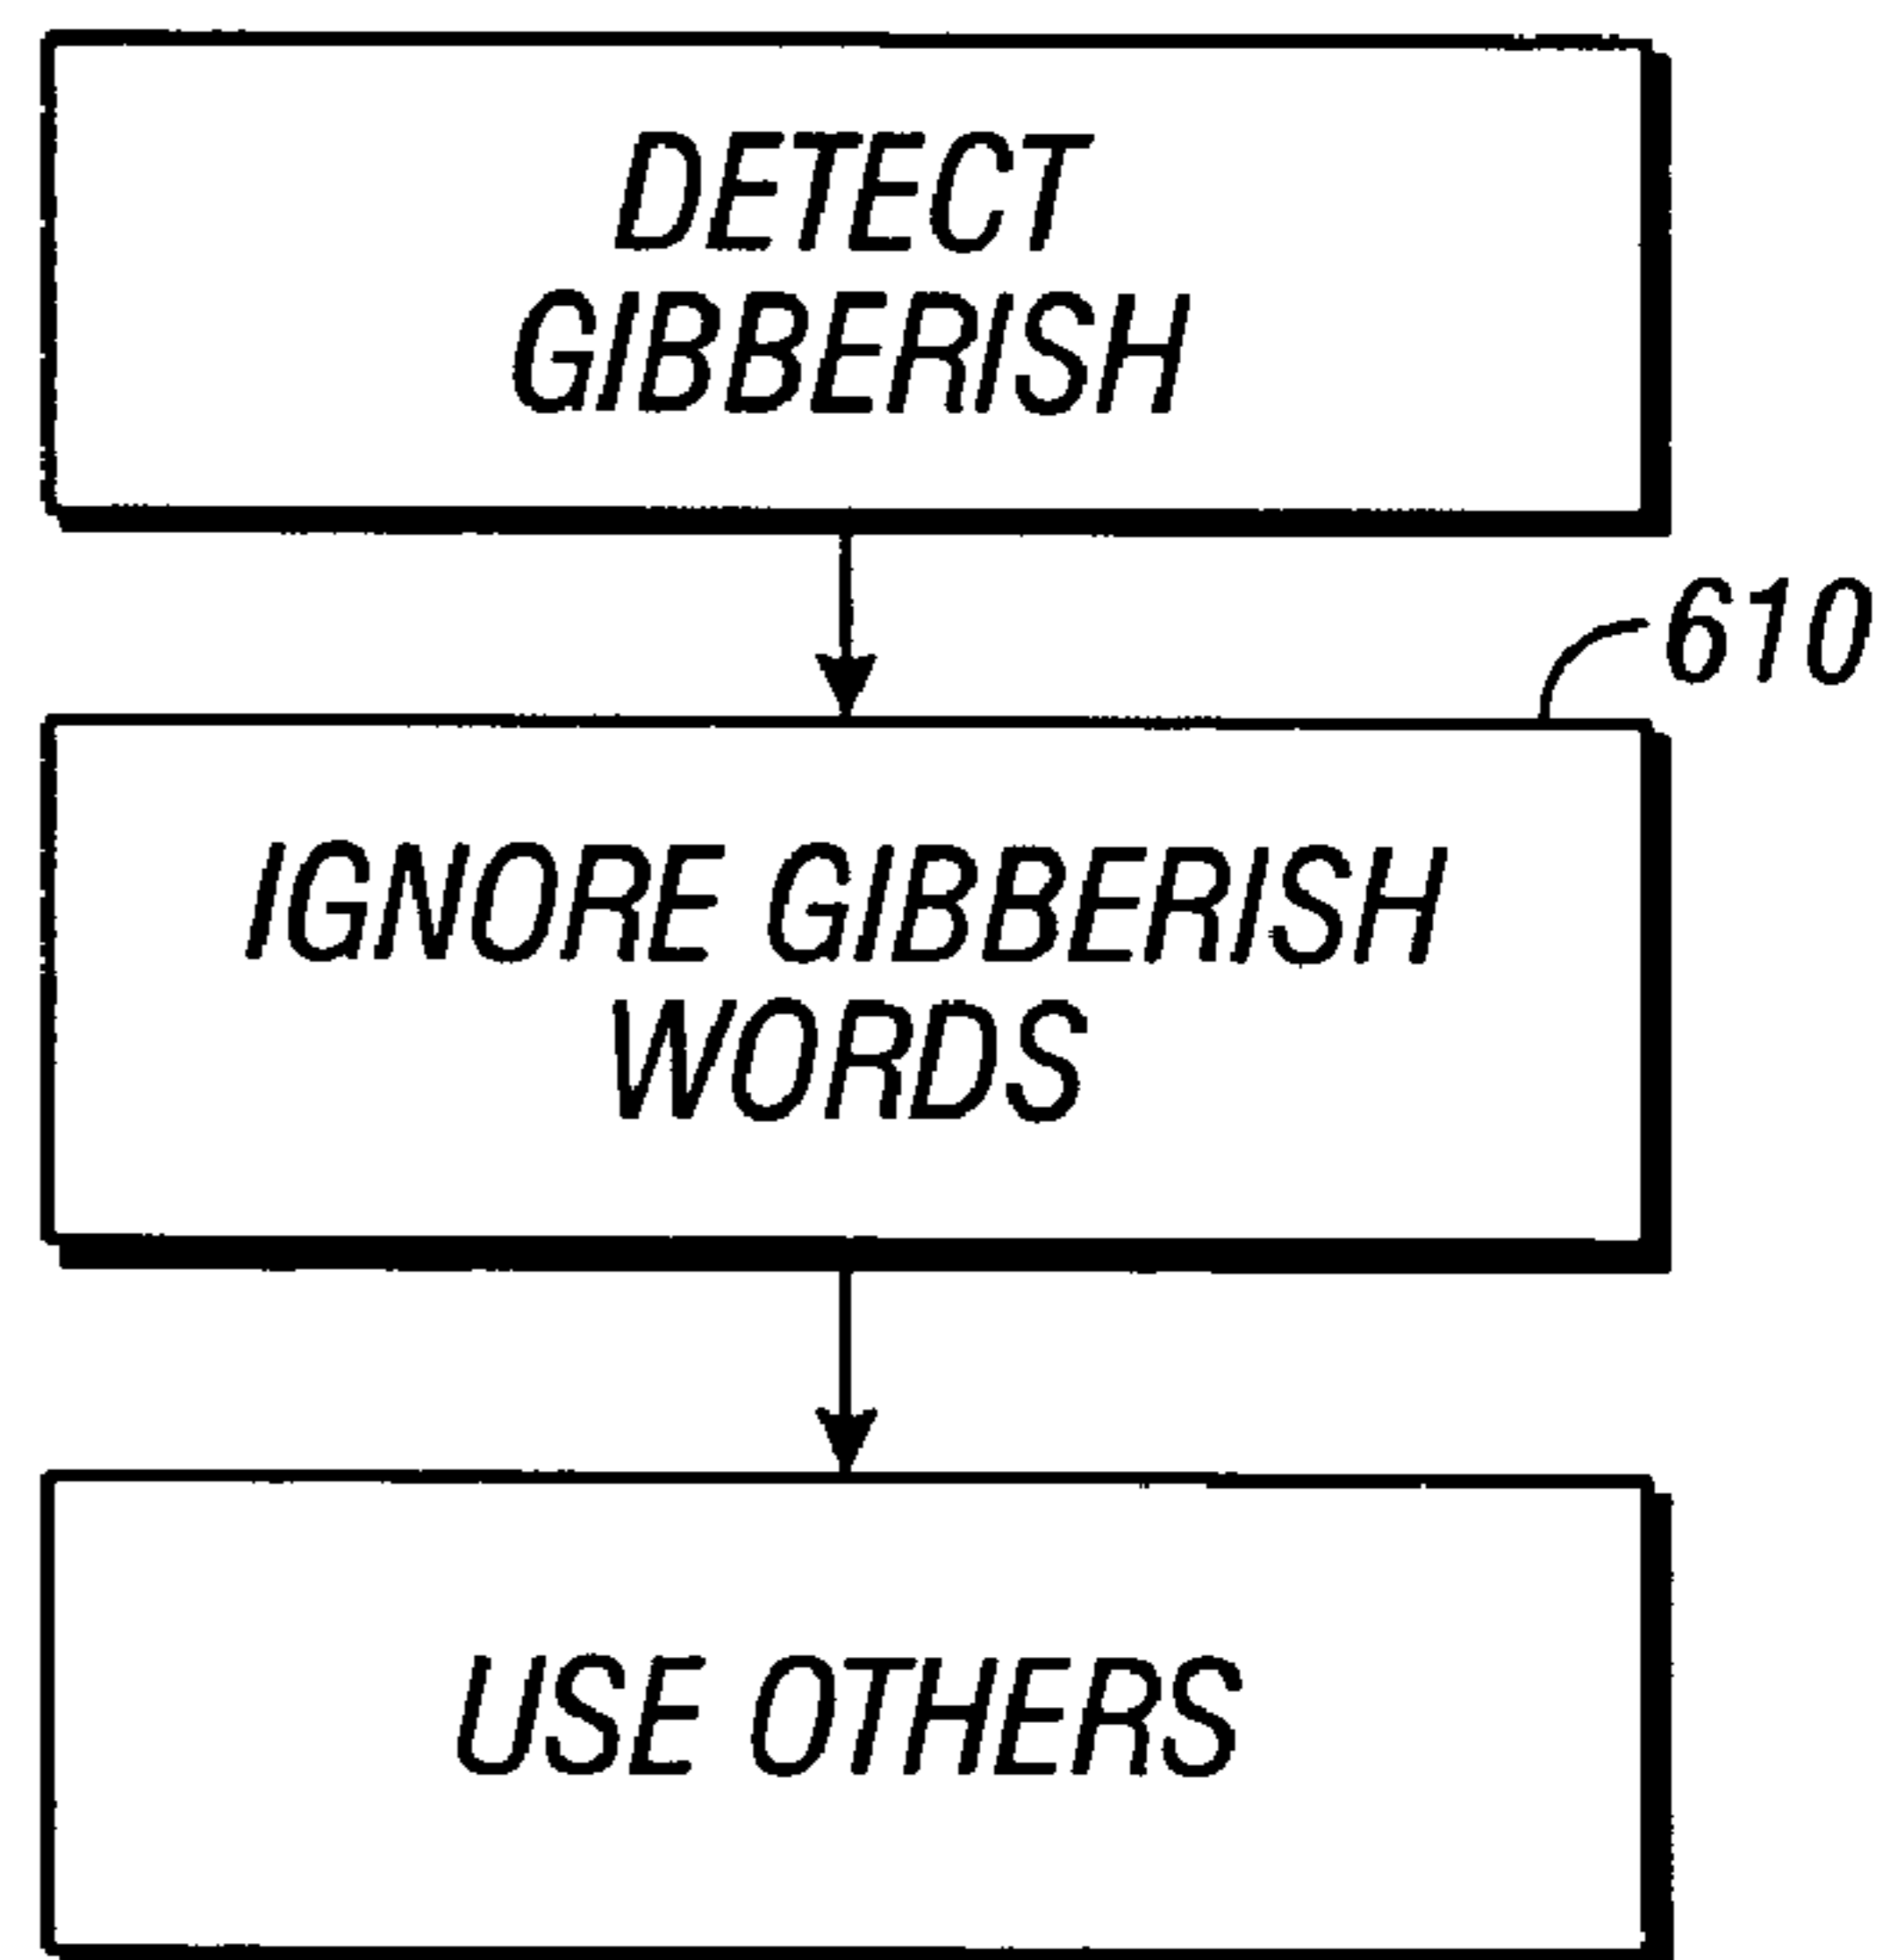 DETECT
GIBBERISH
610
IGNORE GIBBERISH
WORDS
USE OTHERS